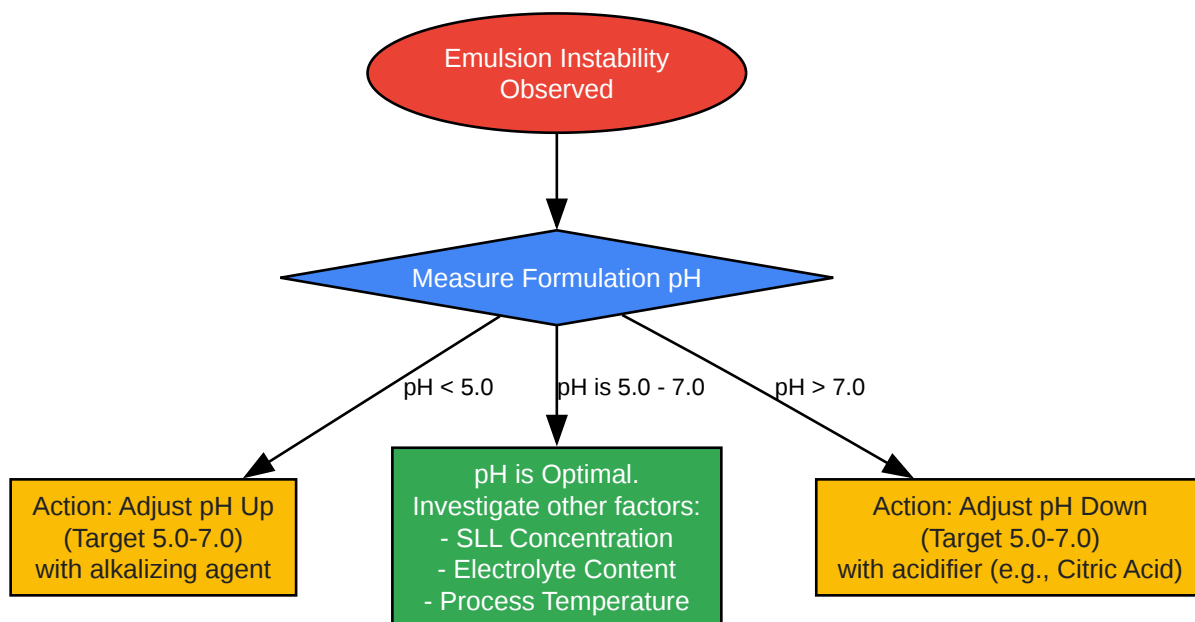 Emulsion Instability
Observed
Measure Formulation pH
pH < 5.0
pH is 5.0 - 7.0
pH > 7.0
Action: Adjust pH Up
(Target 5.0-7.0)
with alkalizing agent
pH is Optimal.
Investigate other factors:
- SLL Concentration
- Electrolyte Content
- Process Temperature
Action: Adjust pH Down
(Target 5.0-7.0)
with acidifier (e.g., Citric Acid)